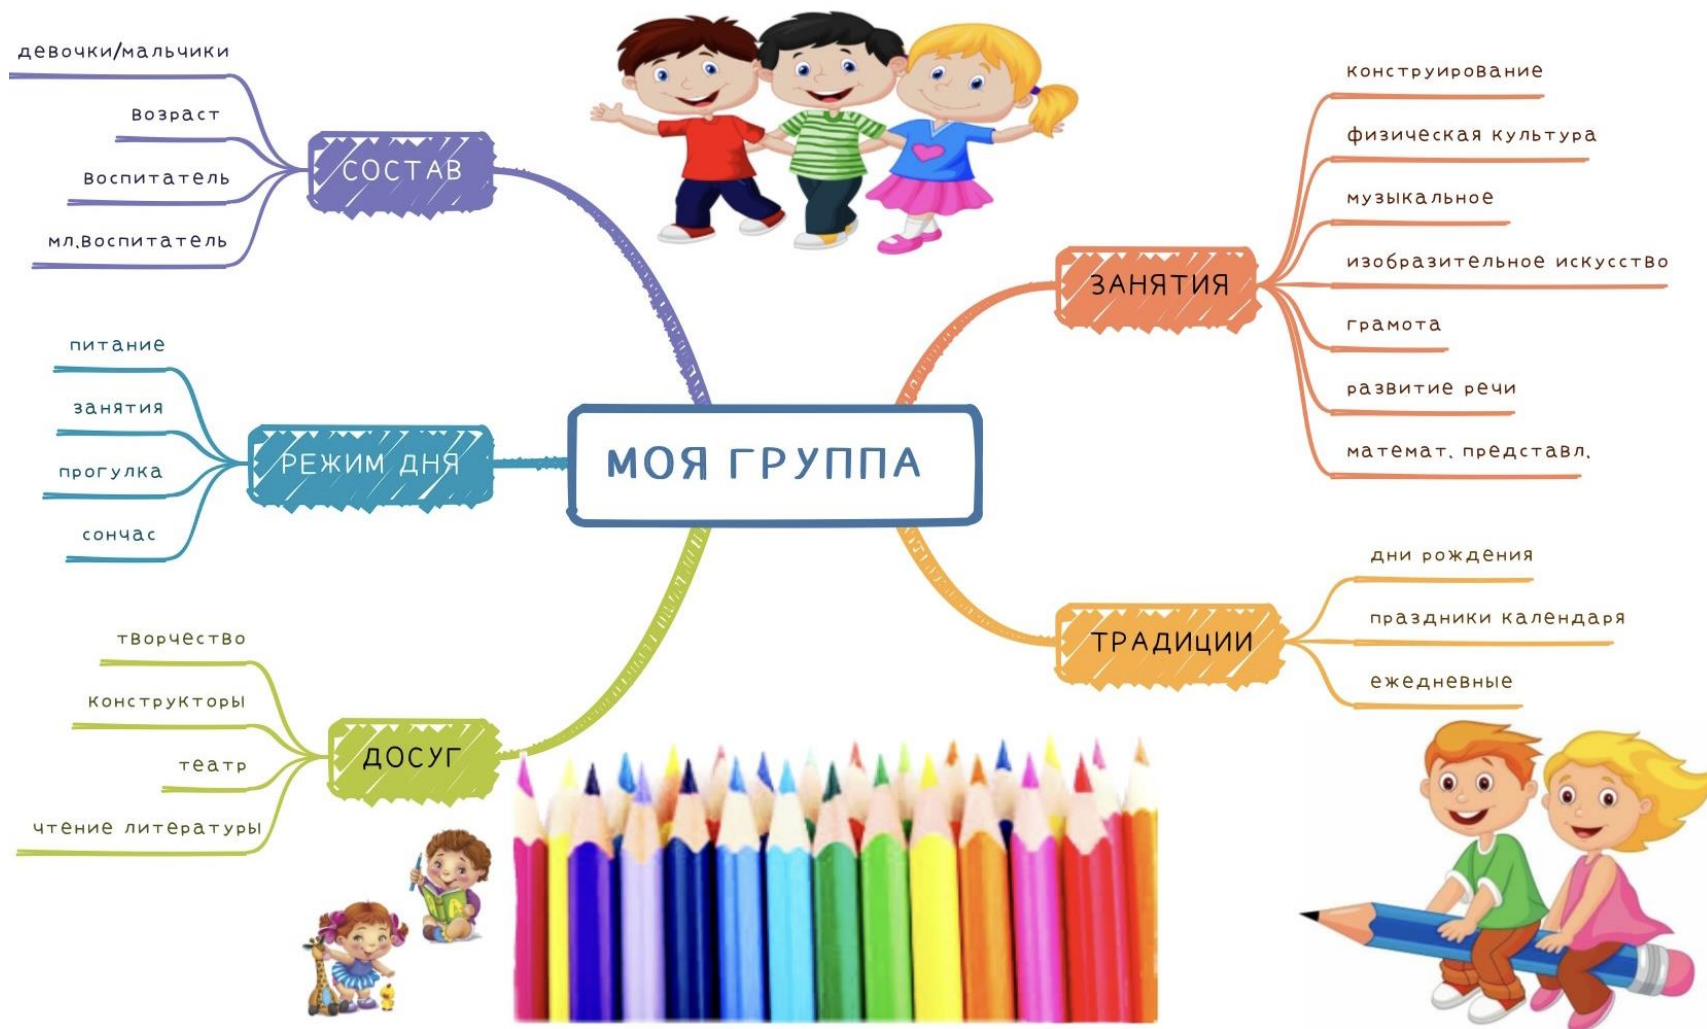 МОЯ ГРУППА
СОСТАВ
девочки/мальчики
возраст
воспитатель
мл.воспитатель
РЕЖИМ ДНЯ
питание
занятия
прогулка
сончас
ДОСУГ
творчество
конструкторы
театр
чтение литературы
ЗАНЯТИЯ
конструирование
физическая культура
музыкальное
изобразительное искусство
грамота
развитие речи
математ. представл.
ТРАДИЦИИ
дни рождения
праздники календаря
ежедневные